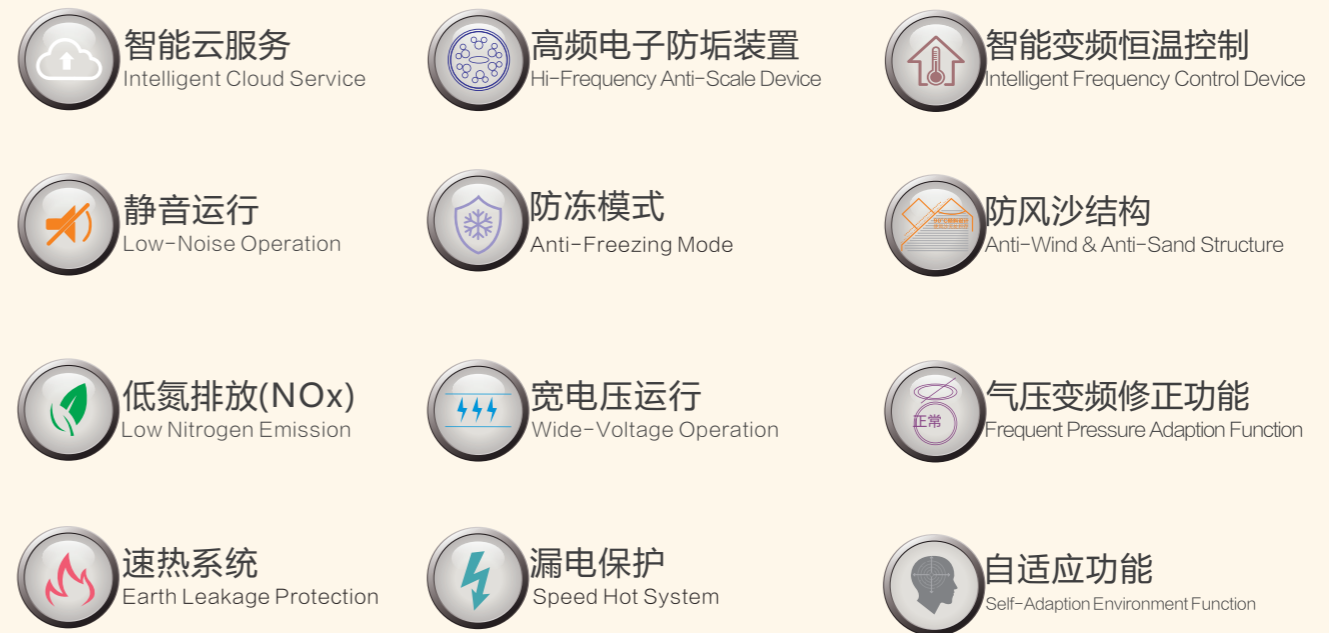 智能云服务
Intelligent Cloud Service
高频电子防垢装置
Hi-Frequency Anti-Scale Device
智能变频恒温控制
Intelligent Frequency Control Device
静音运行
Low-Noise Operation
防冻模式
Anti-Freezing Mode
防风沙结构
Anti-Wind & Anti-Sand Structure
低氮排放(NOx)
Low Nitrogen Emission
宽电压运行
Wide-Voltage Operation
正常
气压变频修正功能
Frequent Pressure Adaption Function
速热系统
Earth Leakage Protection
漏电保护
Speed Hot System
自适应功能
Self-Adaption Environment Function